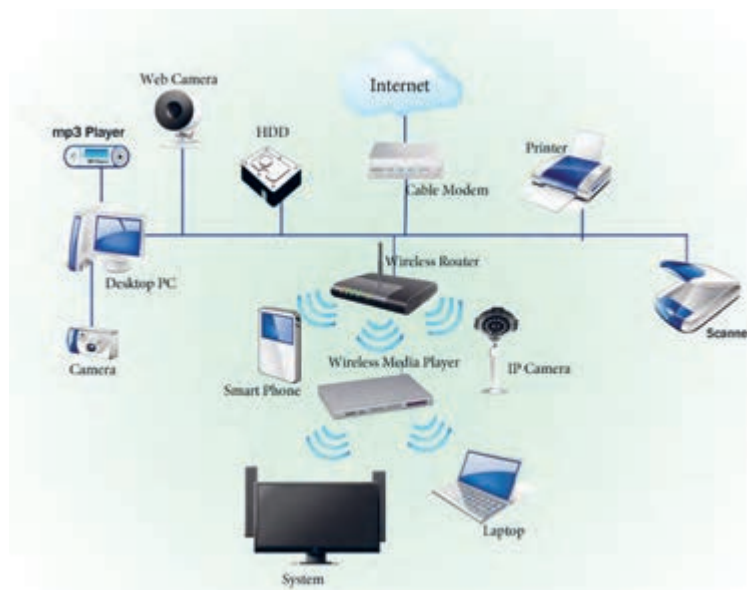 Web Camera
Internet
mp3 Player
HDD
Printer
Cable Modem
Wireless Router
Desktop PC
Scanne
Camera
Smart Phone
Wireless Media Player
IP Camera
Laptop
System